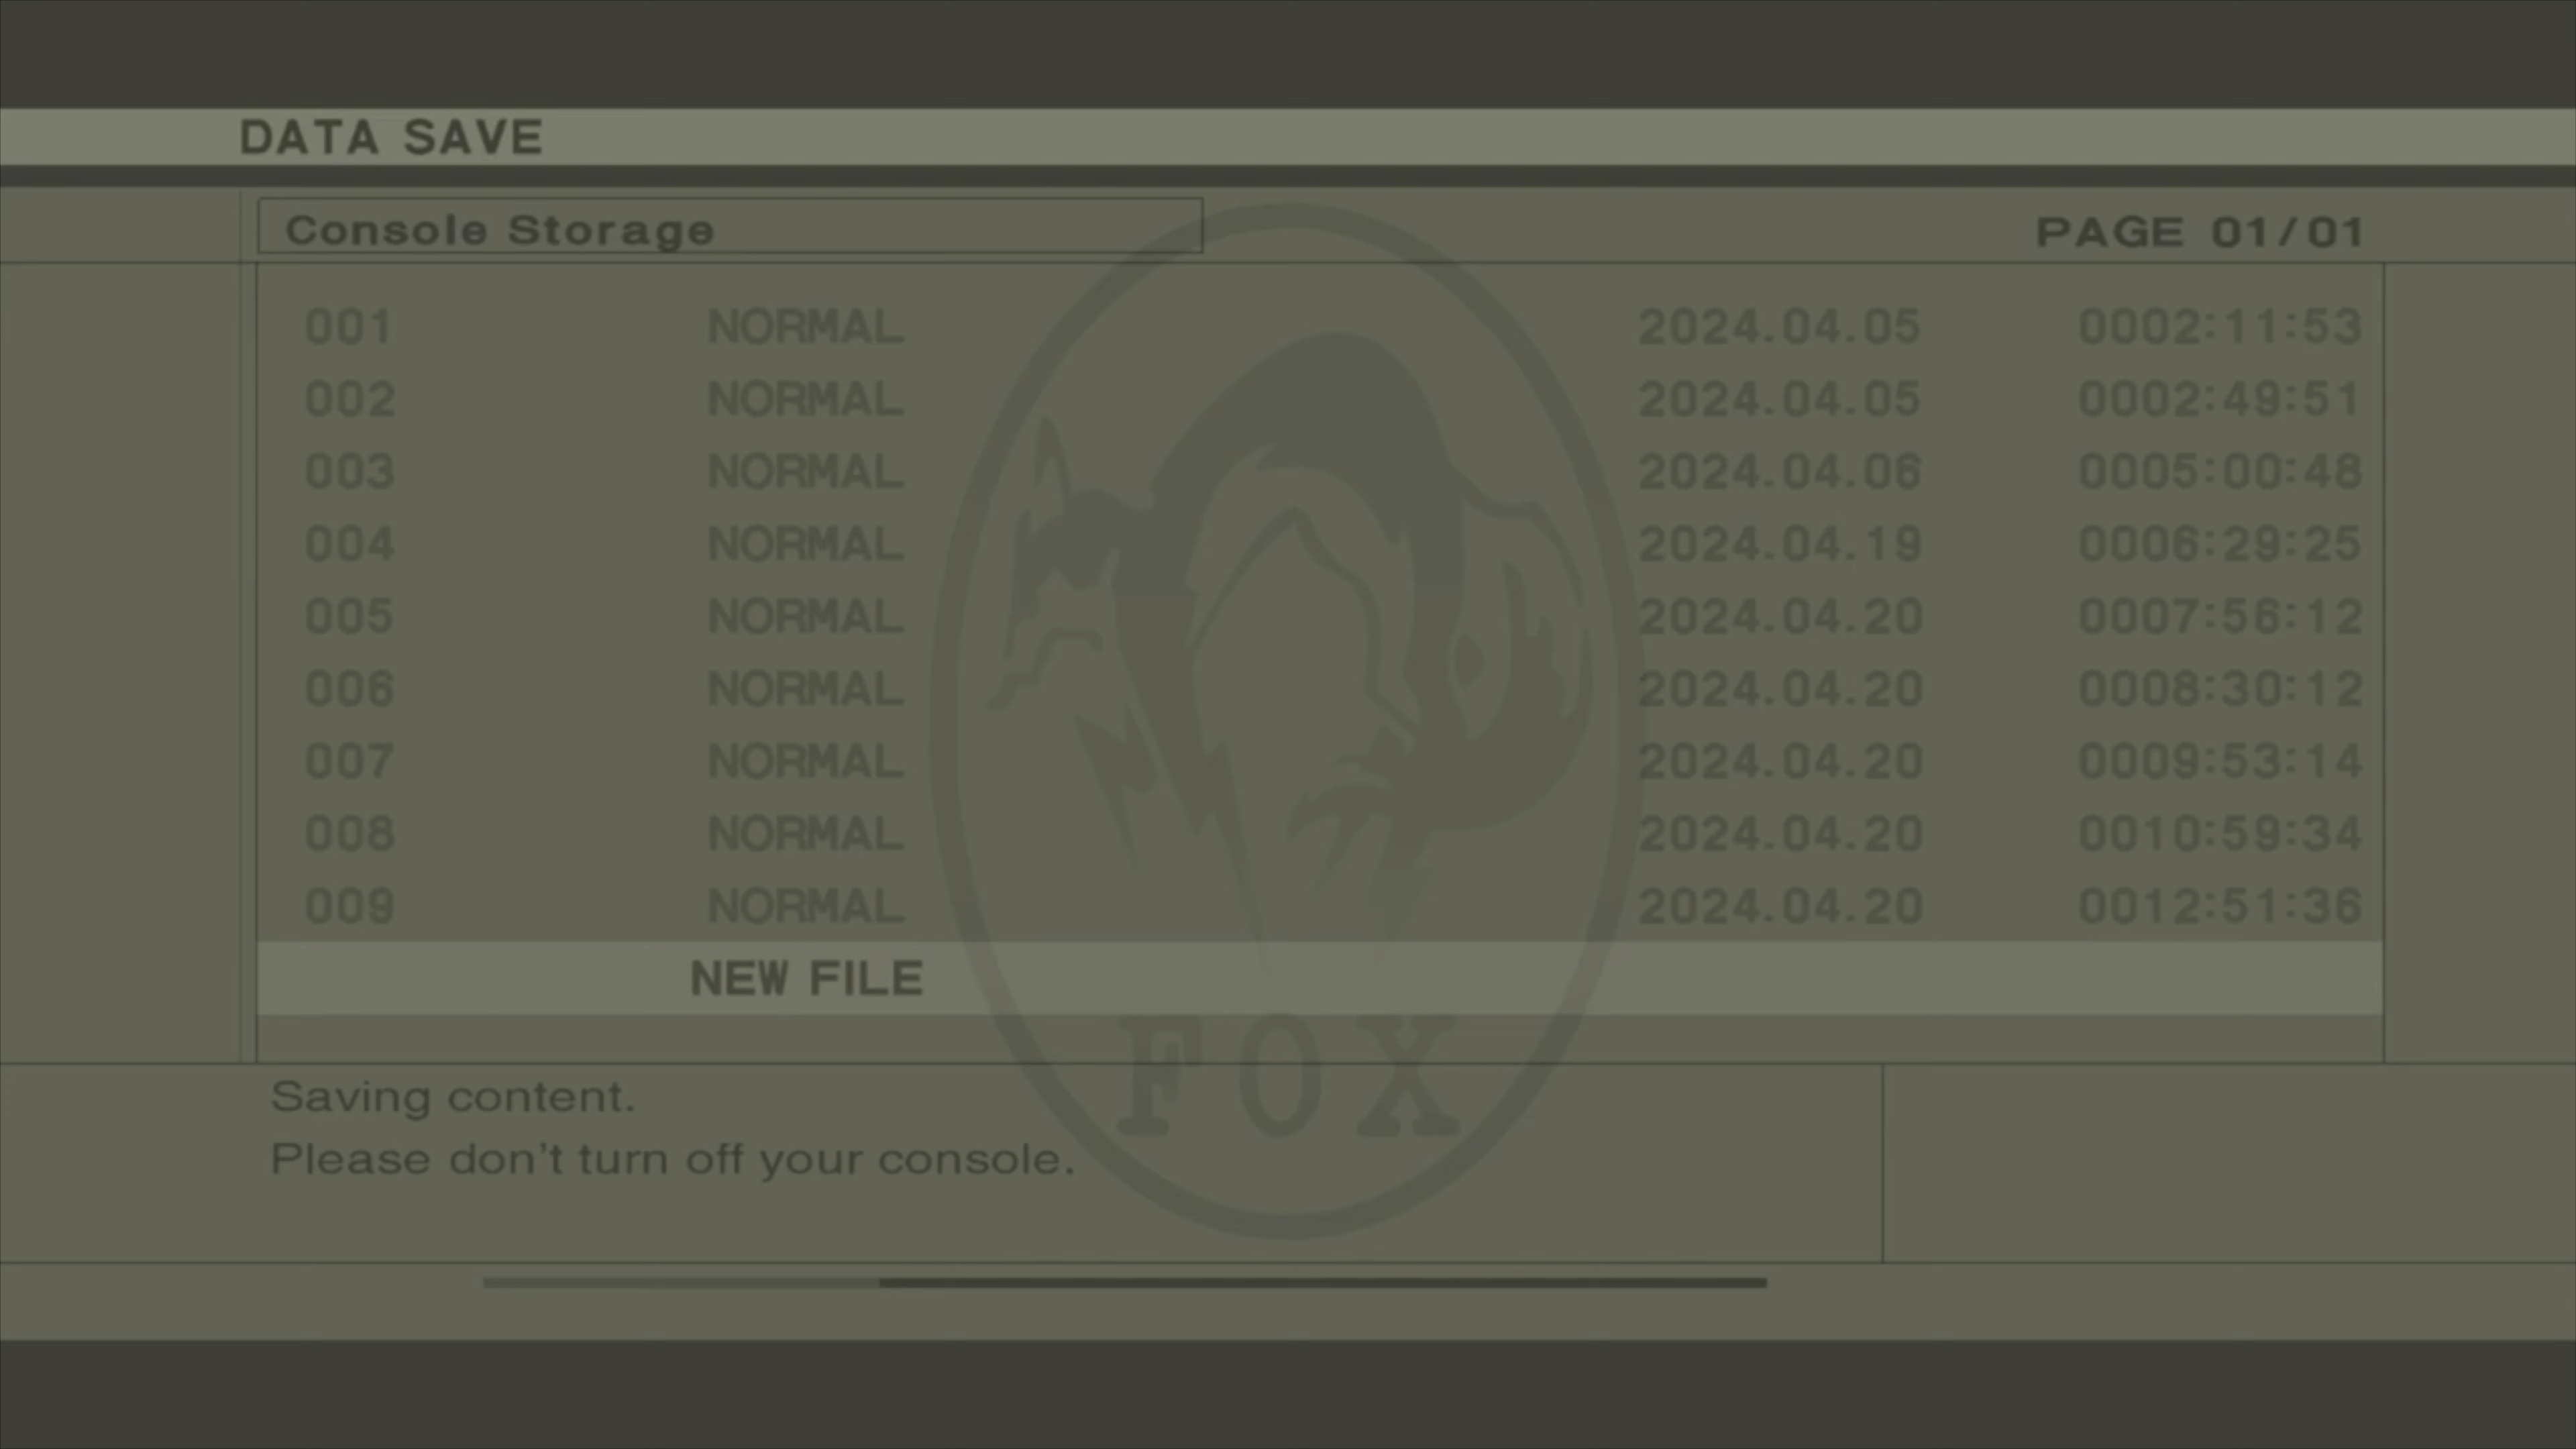 DATA SAVE
Console Storage PAGE 01/01
001 NORMAL 2024.04.05 0002:11:53
002 NORMAL 2024.04.05 0002:49:51
003 NORMAL 2024.04.06 0005:00:48
004 NORMAL 2024.04.19 0006:29:25
005 NORMAL 2024.04.20 0007:56:12
006 NORMAL 2024.04.20 0008:30:12
007 NORMAL 2024.04.20 0009:53:14
008 NORMAL 2024.04.20 0010:59:34
009 NORMAL 2024.04.20 0012:51:36
NEW FILE
FOX
Saving content.
Please don't turn off your console.